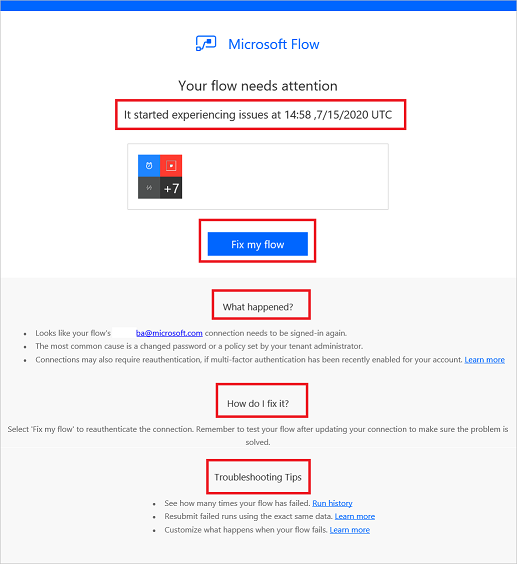 Microsoft Flow
Your flow needs attention
It started experiencing issues at 14:58 ,7/15/2020 UTC
+7
Fix my flow
What happened?
Looks like your flow's ba@microsoft.com connection needs to be signed-in again.
The most common cause is a changed password or a policy set by your tenant administrator.
Connections may also require reauthentication, if multi-factor authentication has been recently enabled for your account. Learn more
How do I fix it?
Select 'Fix my flow' to reauthenticate the connection. Remember to test your flow after updating your connection to make sure the problem is
solved.
Troubleshooting Tips
See how many times your flow has failed. Run history
Resubmit failed runs using the exact same data. Learn more
Customize what happens when your flow fails. Learn more